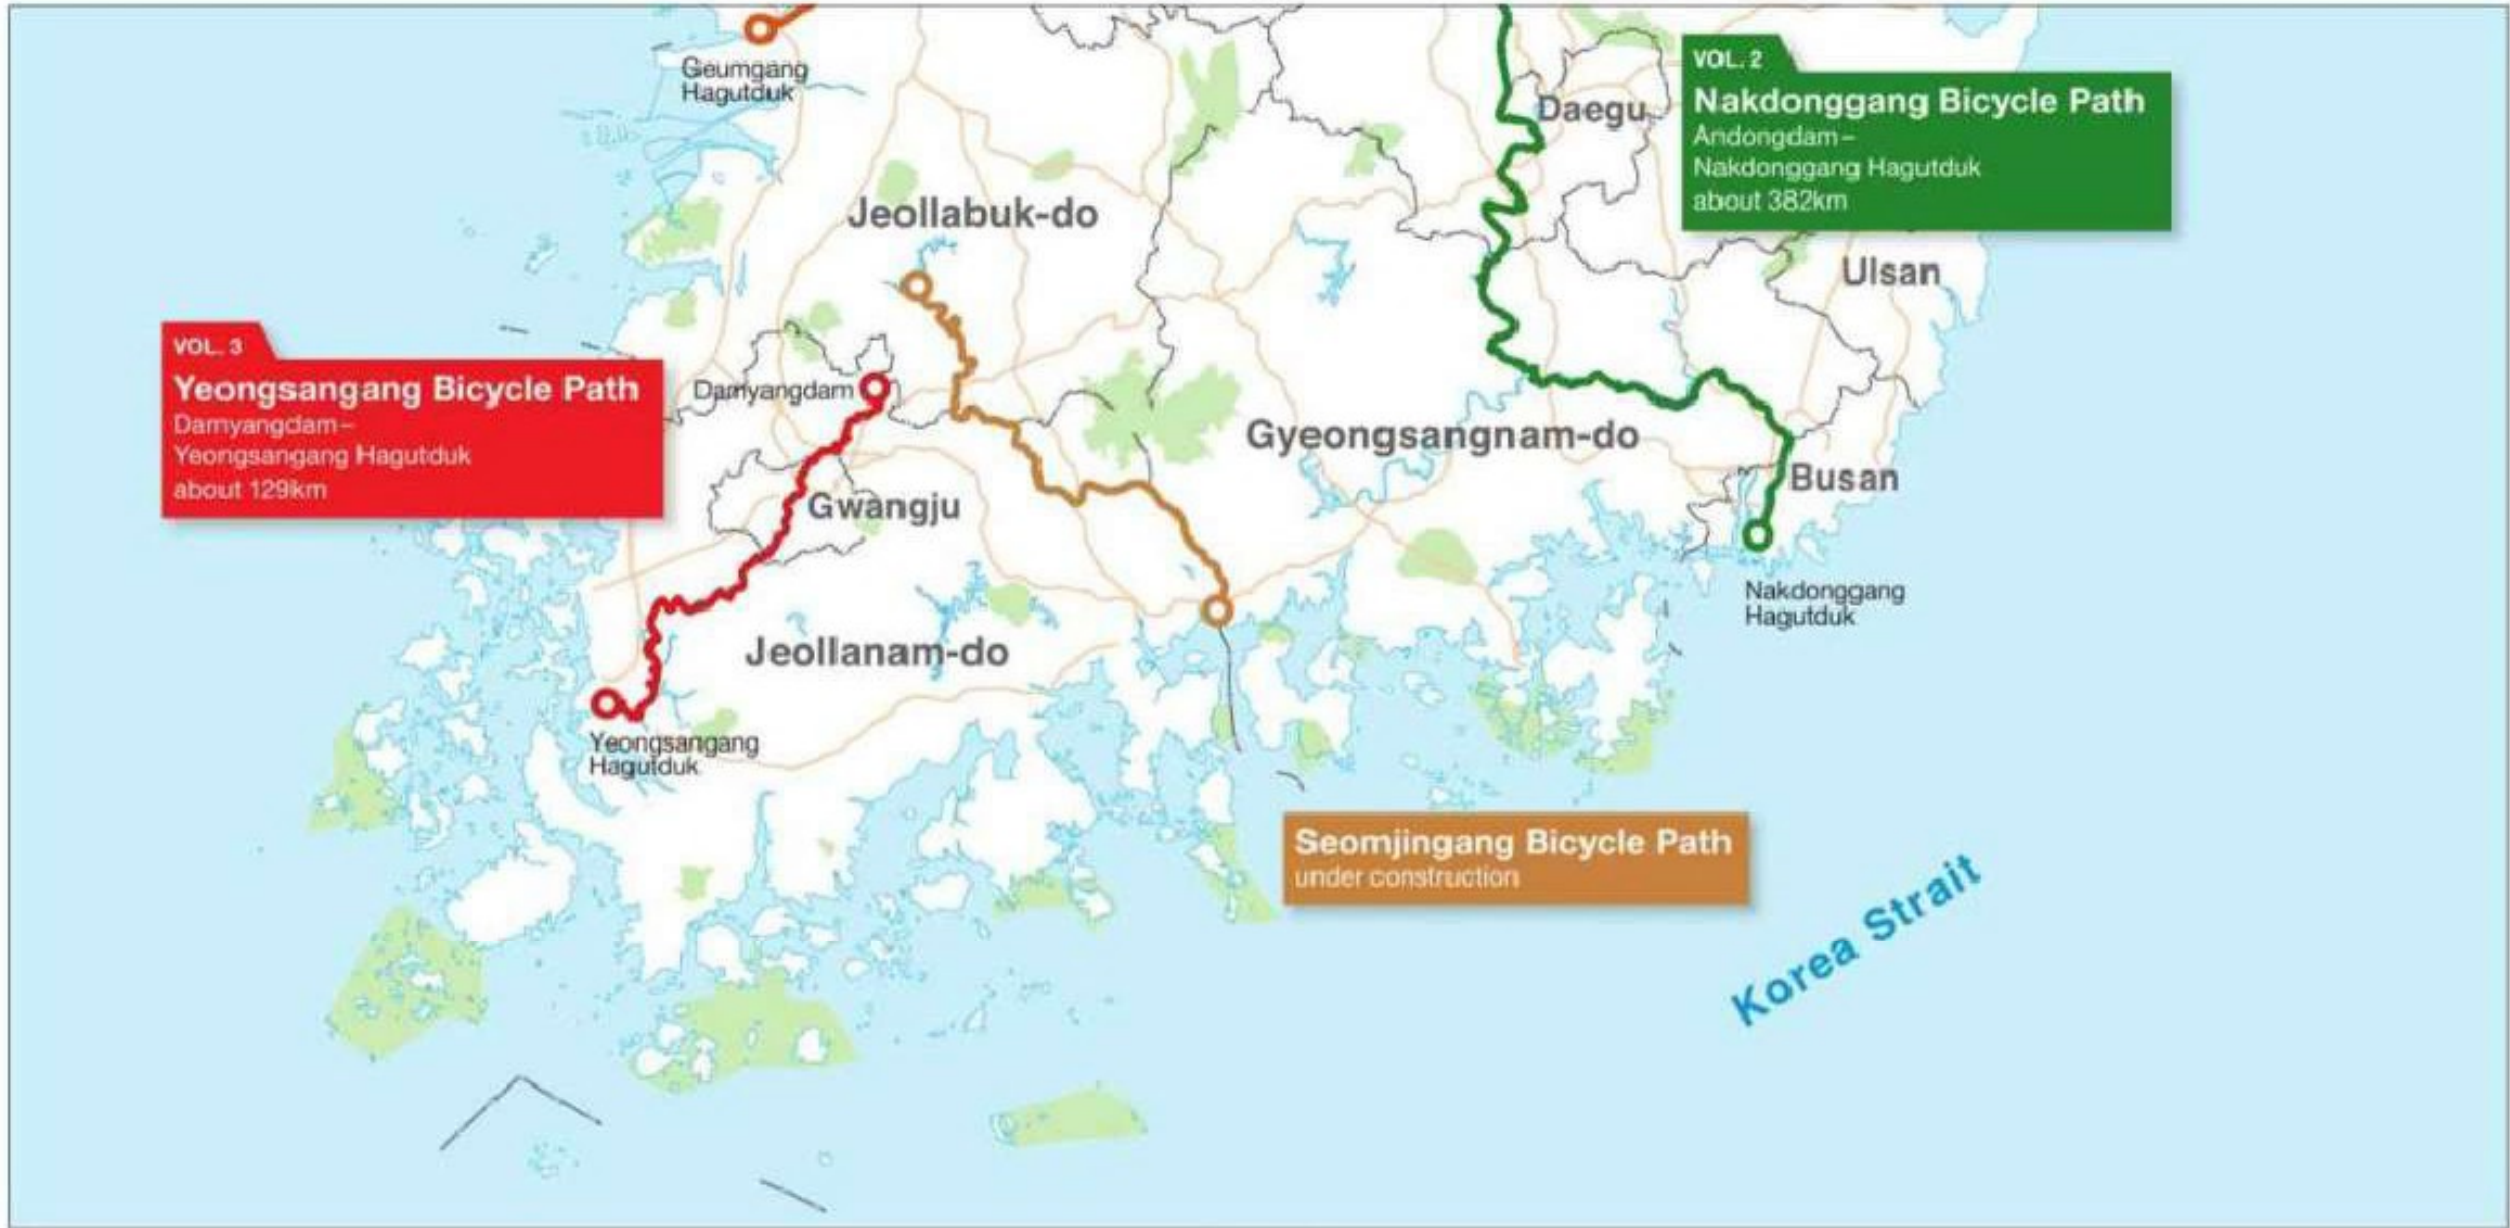 Geumgang
Hagutduk
VOL. 2
Nakdonggang Bicycle Path
Andongdam–
Nakdonggang Hagutduk
about 382km
Daegu
Jeollabuk-do
Ulsan
VOL. 3
Yeongsangang Bicycle Path
Damyangdam–
Yeongsangang Hagutduk
about 129km
Damyangdam
Gyeongsangnam-do
Busan
Gwangju
Nakdonggang
Hagutduk
Jeollanam-do
Yeongsangang
Hagutduk
Seomjingang Bicycle Path
under construction
Korea Strait